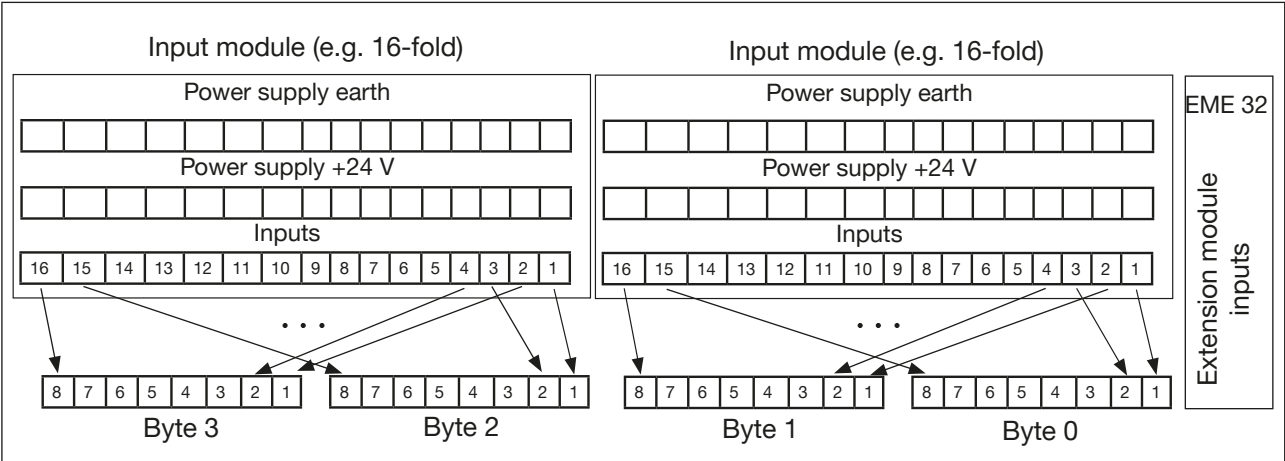 Input module (e.g. 16-fold)
Power supply earth
Power supply +24 V
Inputs
16 15 14 13 12 11 10 9 8 7 6 5 4 3 2 1
. . .
8 7 6 5 4 3 2 1
8 7 6 5 4 3 2 1
Byte 3
Byte 2
Input module (e.g. 16-fold)
Power supply earth
Power supply +24 V
Inputs
16 15 14 13 12 11 10 9 8 7 6 5 4 3 2 1
. . .
8 7 6 5 4 3 2 1
8 7 6 5 4 3 2 1
Byte 1
Byte 0
EME 32
Extension module
inputs